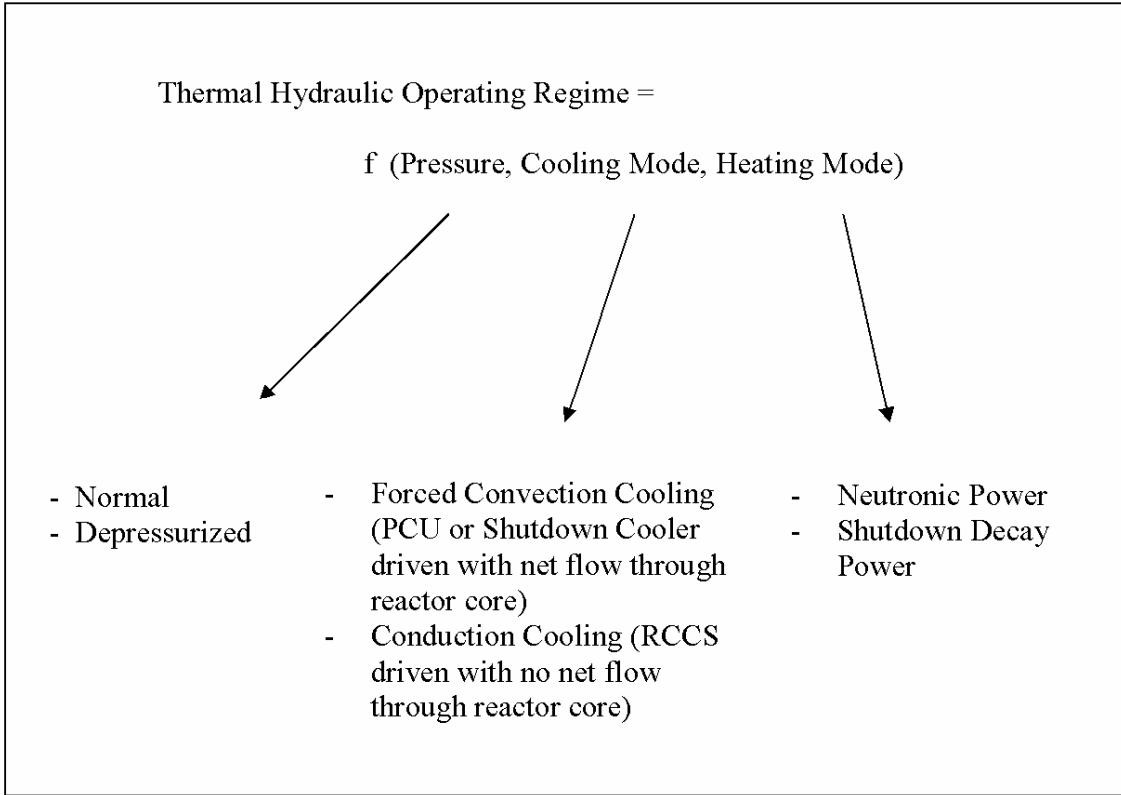 Thermal Hydraulic Operating Regime =
f (Pressure, Cooling Mode, Heating Mode)
- Normal
- Depressurized
- Forced Convection Cooling
(PCU or Shutdown Cooler
driven with net flow through
reactor core)
- Conduction Cooling (RCCS
driven with no net flow
through reactor core)
- Neutronic Power
- Shutdown Decay
Power